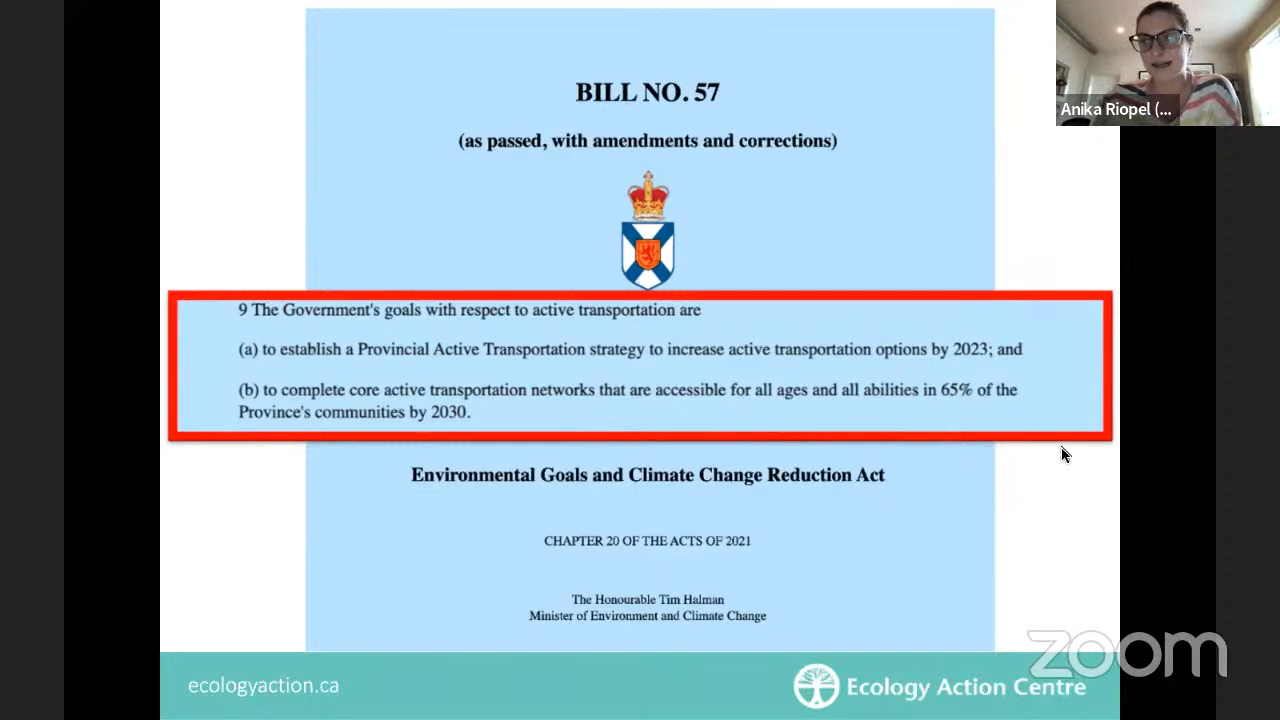 BILL NO. 57
Anika Riopel (...
(as passed, with amendments and corrections)
9 The Government's goals with respect to active transportation are
(a) to establish a Provincial Active Transportation strategy to increase active transportation options by 2023; and
(b) to complete core active transportation networks that are accessible for all ages and all abilities in 65% of the
Province's communities by 2030.
Environmental Goals and Climate Change Reduction Act
CHAPTER 20 OF THE ACTS OF 2021
The Honourable Tim Halman
Minister of Environment and Climate Change
zoom
ecologyaction.ca
Ecology Action Centre